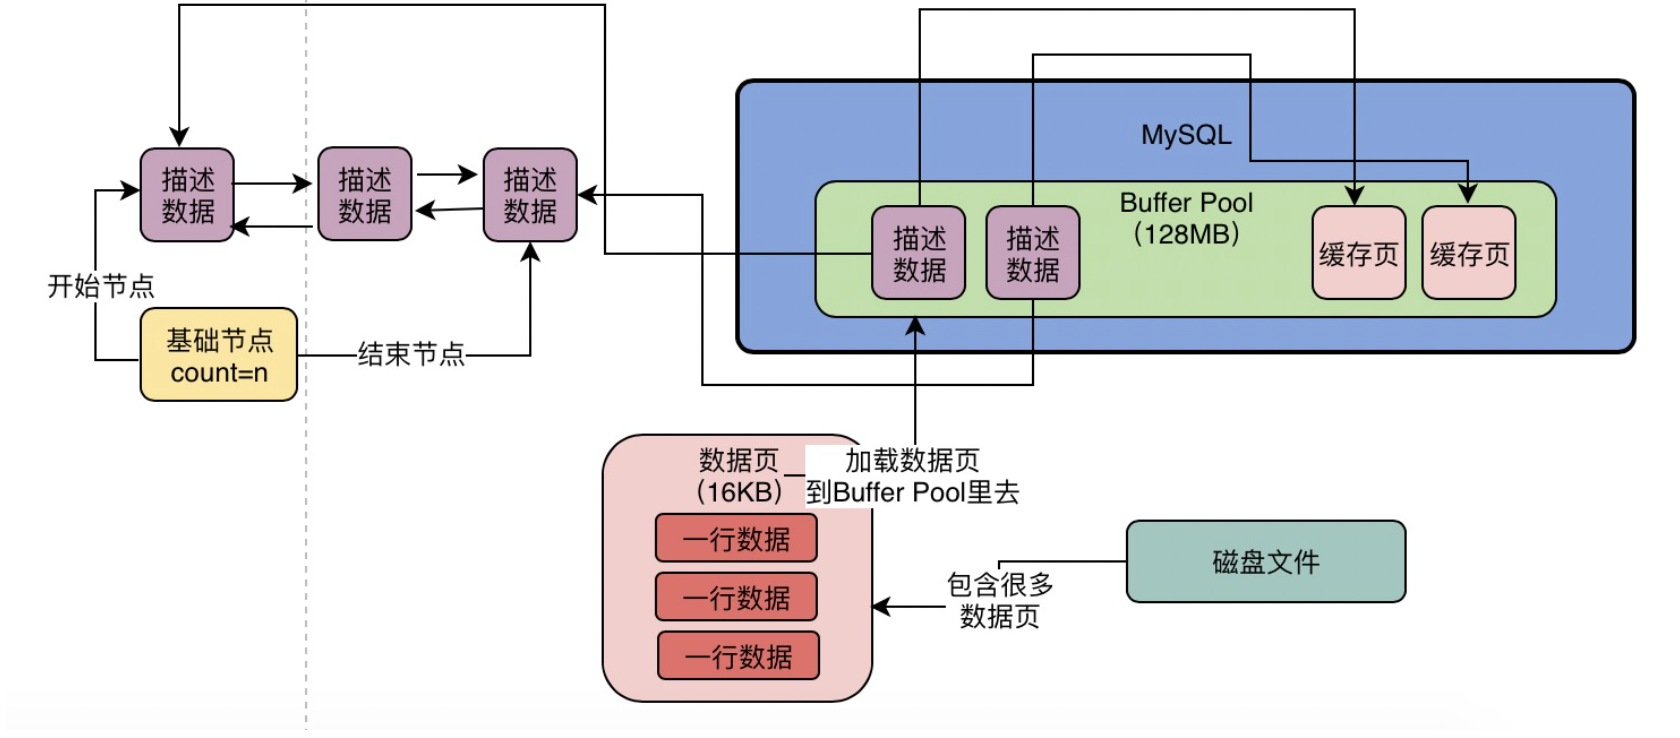 MySQL
描述
数据
描述
数据
描述
数据
Buffer Pool
（128MB）
描述
数据
描述
数据
缓存页
缓存页
开始节点
基础节点
count=n
结束节点
数据页
（16KB）
加载数据页
到Buffer Pool里去
一行数据
一行数据
一行数据
包含很多
数据页
磁盘文件